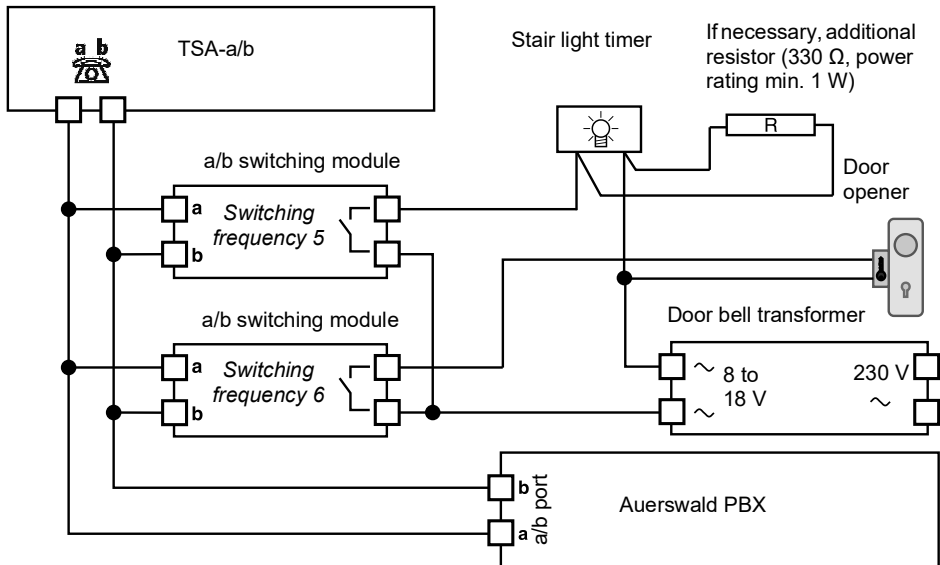 TSA-a/b
a b
Stair light timer
If necessary, additional
resistor (330 Ω, power
rating min. 1 W)
R
Door
opener
a/b switching module
a
Switching
frequency 5
b
a/b switching module
a
Switching
frequency 6
b
Door bell transformer
~ 8 to
18 V
~
230 V
~
b
a
a/b port
Auerswald PBX